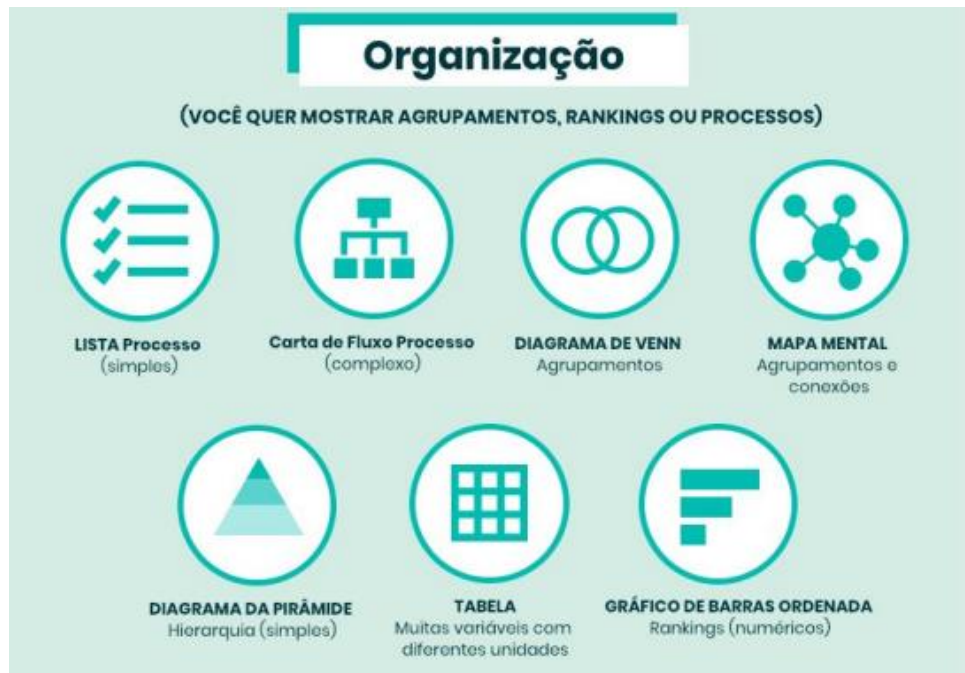 Organização
(VOCÊ QUER MOSTRAR AGRUPAMENTOS, RANKINGS OU PROCESSOS)
LISTA Processo
(simples)
Carta de Fluxo Processo
(complexo)
DIAGRAMA DE VENN
Agrupamentos
MAPA MENTAL
Agrupamentos e
conexões
DIAGRAMA DA PIRÂMIDE
Hierarquia (simples)
TABELA
Muitas variáveis com
diferentes unidades
GRÁFICO DE BARRAS ORDENADA
Rankings (numéricos)